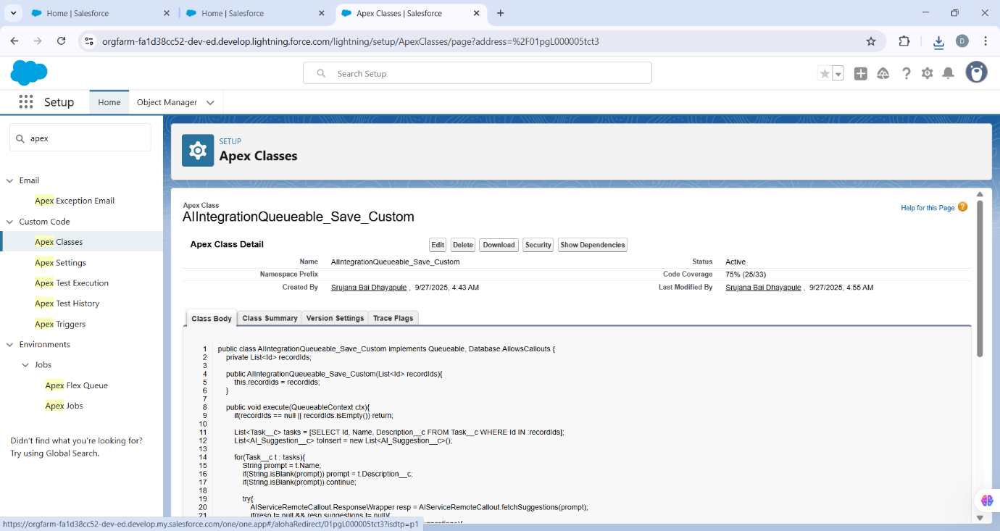 Home | Salesforce
Home | Salesforce
Apex Classes | Salesforce
orgfarm-fa1d38cc52-dev-ed.develop.lightning.force.com/lightning/setup/ApexClasses/page?address=%2F01pgL000005tct3
D
Search Setup
Setup
Home
Object Manager
apex
Email
Apex Exception Email
Custom Code
Apex Classes
Apex Settings
Apex Test Execution
Apex Test History
Apex Triggers
Environments
Jobs
Apex Flex Queue
Apex Jobs
Didn't find what you're looking for?
Try using Global Search.
SETUP
Apex Classes
Apex Class
AIIntegrationQueueable_Save_Custom
Help for this Page
Apex Class Detail
Edit Delete Download Security Show Dependencies
Name AIIntegrationQueueable_Save_Custom Status Active
Namespace Prefix Code Coverage 75% (25/33)
Created By Srujana Bai Dhayapule , 9/27/2025, 4:43 AM Last Modified By Srujana Bai Dhayapule , 9/27/2025, 4:55 AM
Class Body Class Summary Version Settings Trace Flags
1 public class AIIntegrationQueueable_Save_Custom implements Queueable, Database.AllowsCallouts {
2 private List<Id> recordIds;
3
4 public AIIntegrationQueueable_Save_Custom(List<Id> recordIds){
5 this.recordIds = recordIds;
6 }
7
8 public void execute(QueueableContext ctx){
9 if(recordIds == null || recordIds.isEmpty()) return;
10
11 List<Task__c> tasks = [SELECT Id, Name, Description__c FROM Task__c WHERE Id IN :recordIds];
12 List<AI_Suggestion__c> toInsert = new List<AI_Suggestion__c>();
13
14 for(Task__c t : tasks){
15 String prompt = t.Name;
16 if(String.isBlank(prompt)) prompt = t.Description__c;
17 if(String.isBlank(prompt)) continue;
18
19 try{
20 AIServiceRemoteCallout.ResponseWrapper resp = AIServiceRemoteCallout.fetchSuggestions(prompt);
21 if(resp != null && resp.suggestions != null){
https://orgfarm-fa1d38cc52-dev-ed.develop.my.salesforce.com/one/one.app#/alohaRedirect/01pgL000005tct3?isdtp=p1